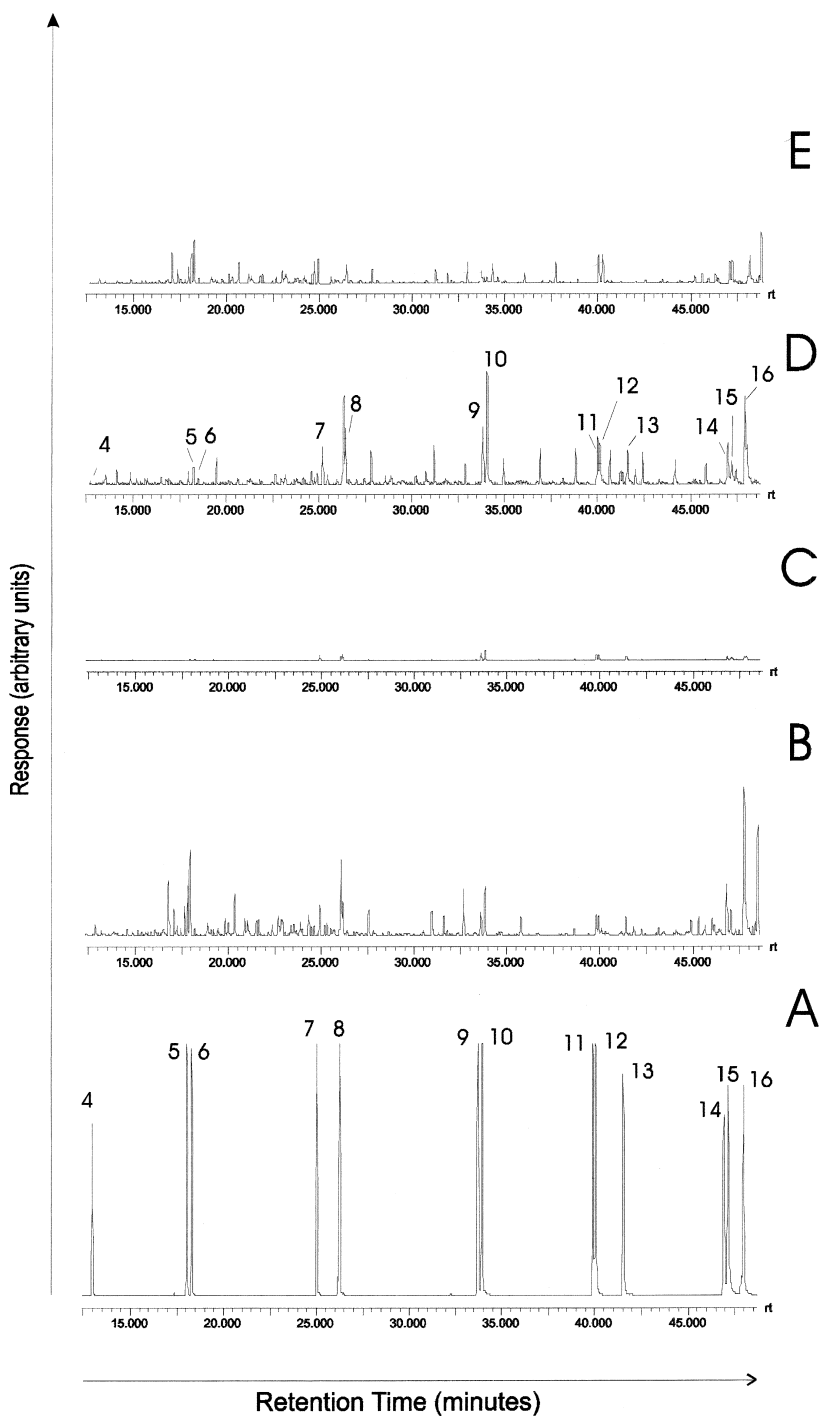 E
15.000 20.000 25.000 30.000 35.000 40.000 45.000 rt
D
4 5 6 7 8 9 10 11 12 13 14 15 16
15.000 20.000 25.000 30.000 35.000 40.000 45.000 rt
C
15.000 20.000 25.000 30.000 35.000 40.000 45.000 rt
Response (arbitrary units)
B
15.000 20.000 25.000 30.000 35.000 40.000 45.000 rt
A
4 5 6 7 8 9 10 11 12 13 14 15 16
15.000 20.000 25.000 30.000 35.000 40.000 45.000 rt
Retention Time (minutes)